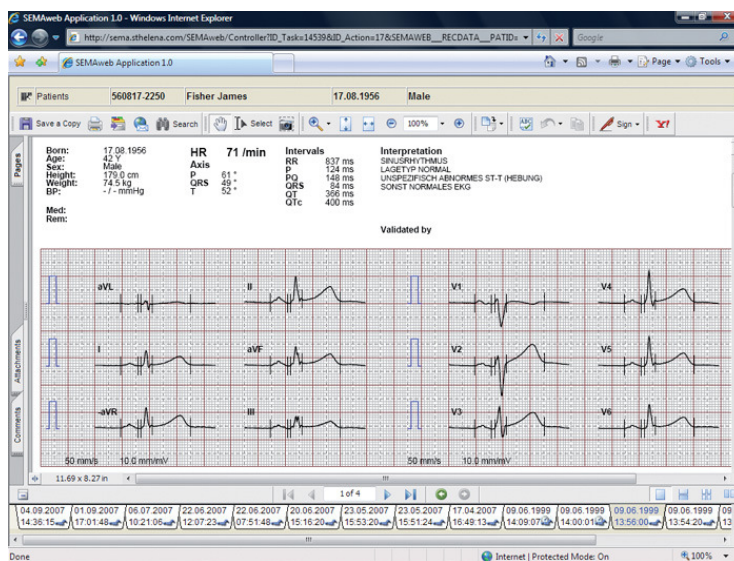 SEMAweb Application 1.0 - Windows Internet Explorer
http://sema.sthelena.com/SEMAweb/Controller?ID_Task=14539&ID_Action=17&SEMAWEB__RECDATA__PATID=
Google
SEMAweb Application 1.0
Page
Tools
Patients 560817-2250 Fisher James 17.08.1956 Male
Save a Copy Search Select 100% Sign Y!
Pages
Attachments
Comments
Born: 17.08.1956
Age: 42 Y
Sex: Male
Height: 179.0 cm
Weight: 74.5 kg
BP: - / - mmHg
Med:
Rem:
HR 71 /min
Axis
P 61 °
QRS 49 °
T 52 °
Intervals
RR 837 ms
P 124 ms
PQ 148 ms
QRS 84 ms
QT 366 ms
QTc 400 ms
Interpretation
SINUSRHYTHMUS
LAGETYP NORMAL
UNSPEZIFISCH ABNORMES ST-T (HEBUNG)
SONST NORMALES EKG
Validated by
aVL II V1 V4
I aVF V2 V5
-aVR III V3 V6
50 mm/s 10.0 mm/mV 50 mm/s 10.0 mm/mV
11.69 x 8.27 in
1 of 4
04.09.2007 01.09.2007 06.07.2007 22.06.2007 22.06.2007 20.06.2007 23.05.2007 23.05.2007 17.04.2007 09.06.1999 09.06.1999 09.06.1999 09.06.1999 09
14:36:15 17:01:48 10:21:06 12:07:23 07:51:48 15:16:20 15:53:20 15:51:24 16:49:13 14:09:07 14:00:01 13:56:00 13:54:20 13
Done Internet | Protected Mode: On 100%